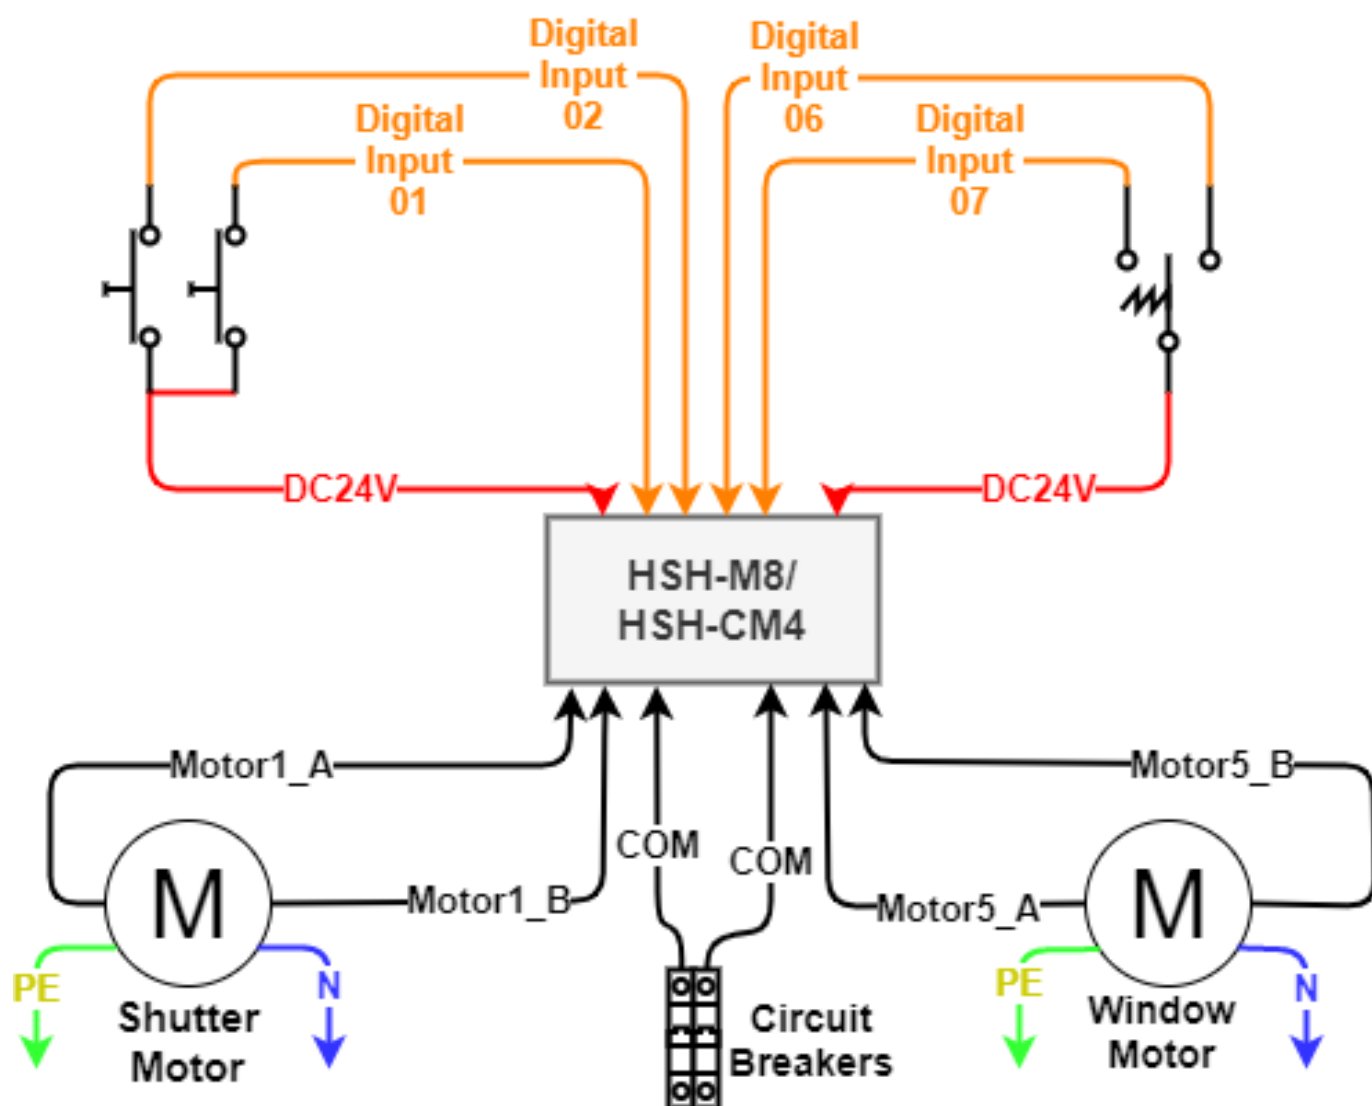 Digital
Input
02
Digital
Input
06
Digital
Input
01
Digital
Input
07
DC24V
DC24V
HSH-M8/
HSH-CM4
Motor1_A
Motor5_B
COM
COM
Motor1_B
Motor5_A
M
M
PE
N
PE
N
Shutter
Motor
Circuit
Breakers
Window
Motor